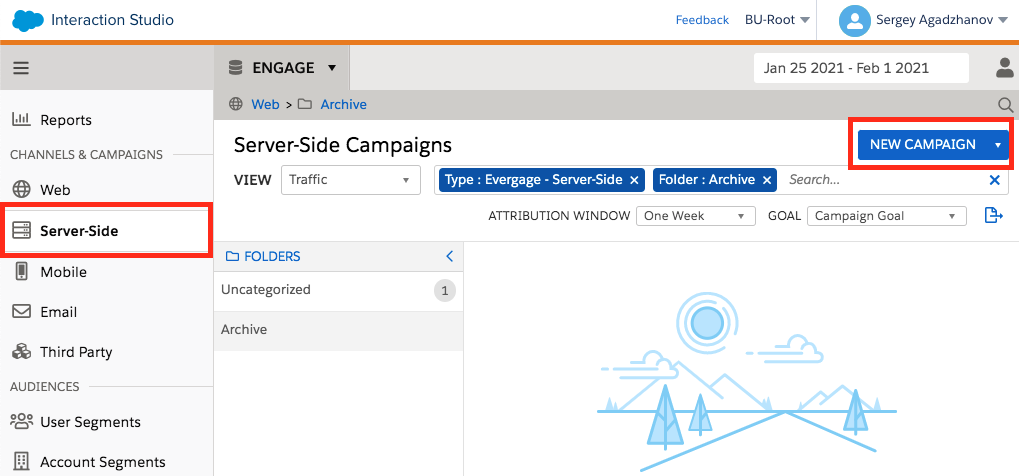 Interaction Studio
Feedback BU-Root Sergey Agadzhanov
ENGAGE
Jan 25 2021 - Feb 1 2021
Web > Archive
Reports
CHANNELS & CAMPAIGNS
Web
Server-Side
Mobile
Email
Third Party
AUDIENCES
User Segments
Account Segments
Server-Side Campaigns
NEW CAMPAIGN
VIEW Traffic Type : Evergage - Server-Side × Folder : Archive × Search... ×
ATTRIBUTION WINDOW One Week GOAL Campaign Goal
FOLDERS
Uncategorized 1
Archive